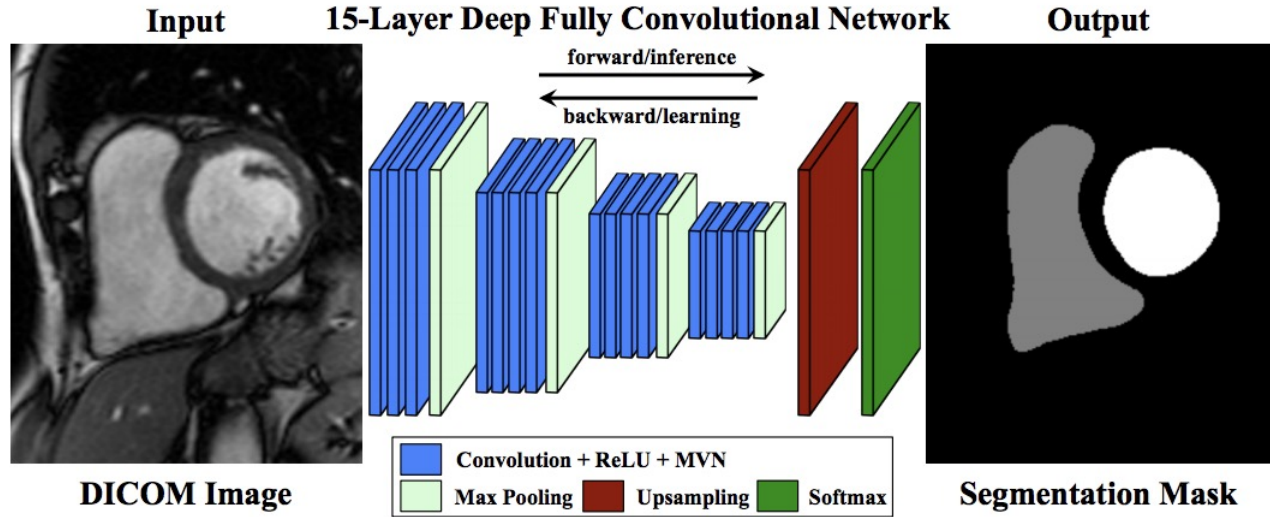 Input
15-Layer Deep Fully Convolutional Network
Output
forward/inference
backward/learning
Convolution + ReLU + MVN
Max Pooling
Upsampling
Softmax
DICOM Image
Segmentation Mask